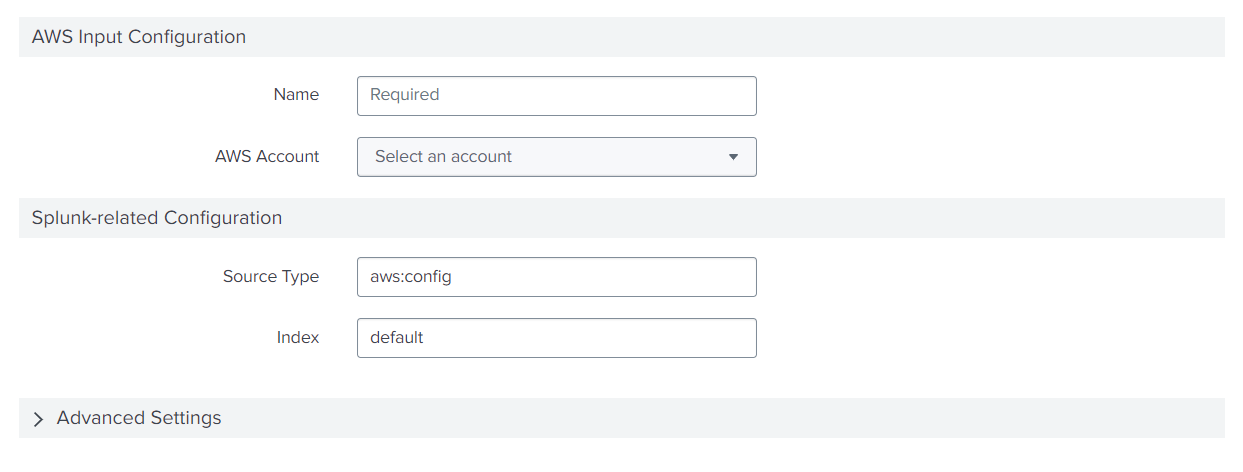 AWS Input Configuration
Name Required
AWS Account Select an account
Splunk-related Configuration
Source Type aws:config
Index default
Advanced Settings